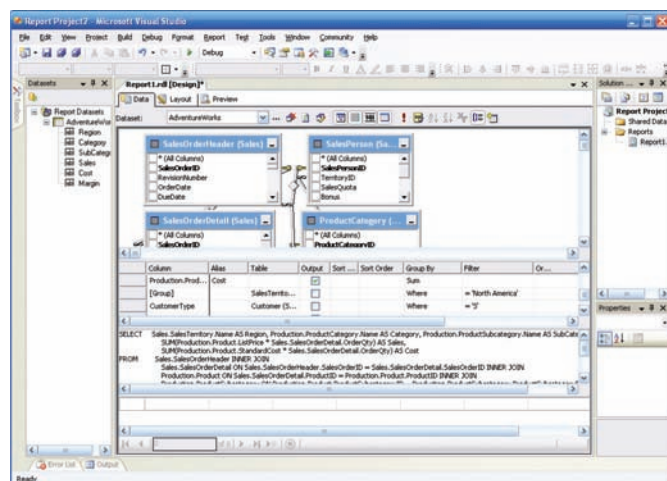 Report Project2 - Microsoft Visual Studio
File Edit View Project Build Debug Format Report Test Tools Window Community Help
Debug
Datasets
Report Datasets
AdventureWor
Region
Category
SubCateg
Sales
Cost
Margin
Toolbox
Report1.rdl [Design]*
Data Layout Preview
Dataset: AdventureWorks
SalesOrderHeader (Sales)
* (All Columns)
SalesOrderID
RevisionNumber
OrderDate
DueDate
SalesPerson (Sa...
* (All Columns)
SalesPersonID
TerritoryID
SalesQuota
Bonus
SalesOrderDetail (Sales)
* (All Columns)
SalesOrderID
ProductCategory (...
* (All Columns)
ProductCategoryID
Column Alias Table Output Sort ... Sort Order Group By Filter Or...
Production.Prod... Cost Sum
[Group] SalesTerrito... Where = 'North America'
CustomerType Customer (S... Where = 'S'
SELECT Sales.SalesTerritory.Name AS Region, Production.ProductCategory.Name AS Category, Production.ProductSubcategory.Name AS SubCate
SUM(Production.Product.ListPrice * Sales.SalesOrderDetail.OrderQty) AS Sales,
SUM(Production.Product.StandardCost * Sales.SalesOrderDetail.OrderQty) AS Cost
FROM Sales.SalesOrderHeader INNER JOIN
Sales.SalesOrderDetail ON Sales.SalesOrderHeader.SalesOrderID = Sales.SalesOrderDetail.SalesOrderID INNER JOIN
Production.Product ON Sales.SalesOrderDetail.ProductID = Production.Product.ProductID INNER JOIN
Solution ...
Report Project
Shared Data
Reports
Report1.
Properties
Error List Output
Ready